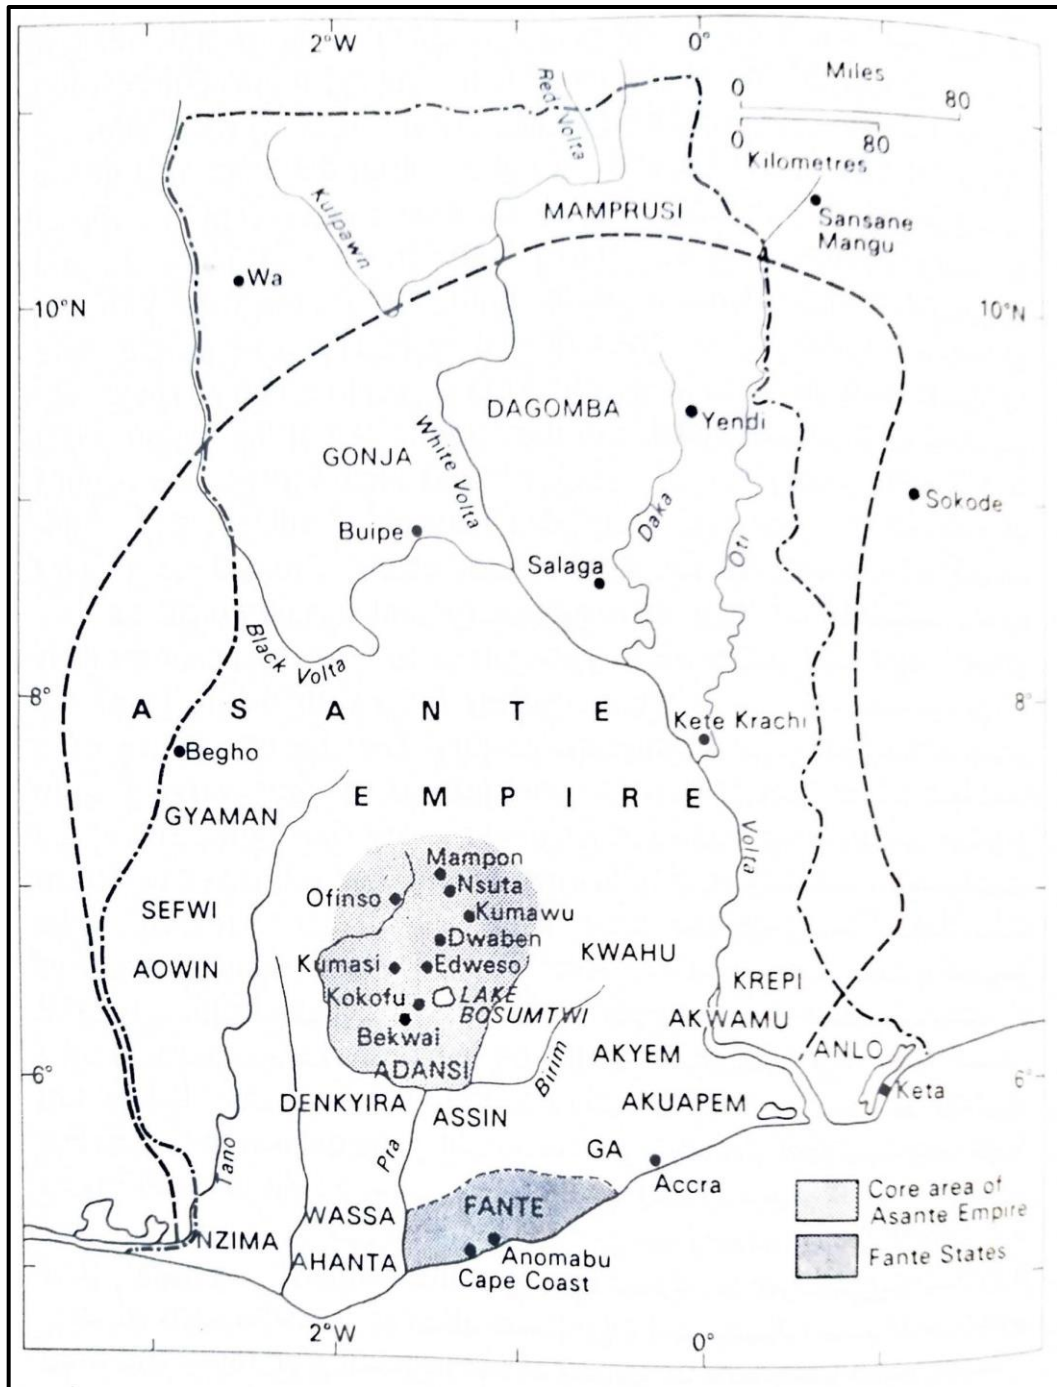 2°W
0°
Miles
0
80
0
80
Kilometres
Red Volta
Kulpawn
MAMPRUSI
Sansane
Mangu
Wa
10°N
10°N
DAGOMBA
Yendi
GONJA
White Volta
Daka
Oti
Sokode
Buipe
Salaga
Black Volta
8°
A S A N T E
8°
Kete Krachi
Begho
E M P I R E
GYAMAN
Volta
Mampon
Ofinso
Nsuta
Kumawu
SEFWI
Dwaben
KWAHU
AOWIN
Kumasi
Edweso
KREPI
Kokofu
LAKE
BOSUMTWI
AKWAMU
Bekwai
ANLO
ADANSI
Birim
AKYEM
6°
6°
Keta
DENKYIRA
ASSIN
AKUAPEM
Tano
Pra
GA
Accra
FANTE
Core area of
Asante Empire
WASSA
NZIMA
Fante States
AHANTA
Anomabu
Cape Coast
2°W
0°